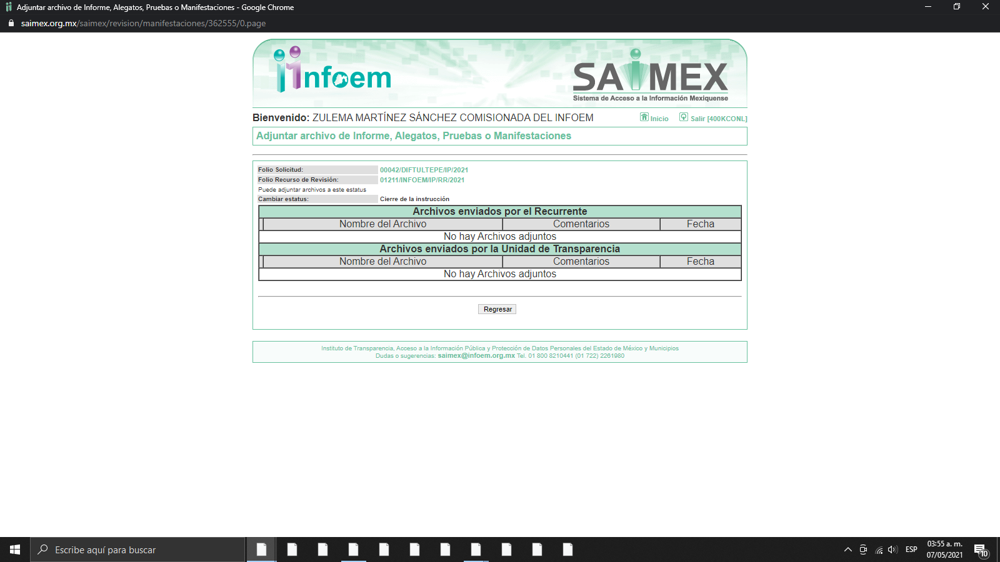 Adjuntar archivo de Informe, Alegatos, Pruebas o Manifestaciones - Google Chrome
saimex.org.mx/saimex/revision/manifestaciones/362555/0.page
infoem
SAIMEX
Sistema de Acceso a la Información Mexiquense
Bienvenido: ZULEMA MARTÍNEZ SÁNCHEZ COMISIONADA DEL INFOEM Inicio Salir [400KCONL]
Adjuntar archivo de Informe, Alegatos, Pruebas o Manifestaciones
Folio Solicitud: 00042/DIFTULTEPE/IP/2021
Folio Recurso de Revisión: 01211/INFOEM/IP/RR/2021
Puede adjuntar archivos a este estatus
Cambiar estatus: Cierre de la instrucción
Archivos enviados por el Recurrente
Nombre del Archivo Comentarios Fecha
No hay Archivos adjuntos
Archivos enviados por la Unidad de Transparencia
Nombre del Archivo Comentarios Fecha
No hay Archivos adjuntos
Regresar
Instituto de Transparencia, Acceso a la Información Pública y Protección de Datos Personales del Estado de México y Municipios
Dudas o sugerencias: saimex@infoem.org.mx Tel. 01 800 8210441 (01 722) 2261980
Escribe aquí para buscar
ESP
03:55 a. m.
07/05/2021
10